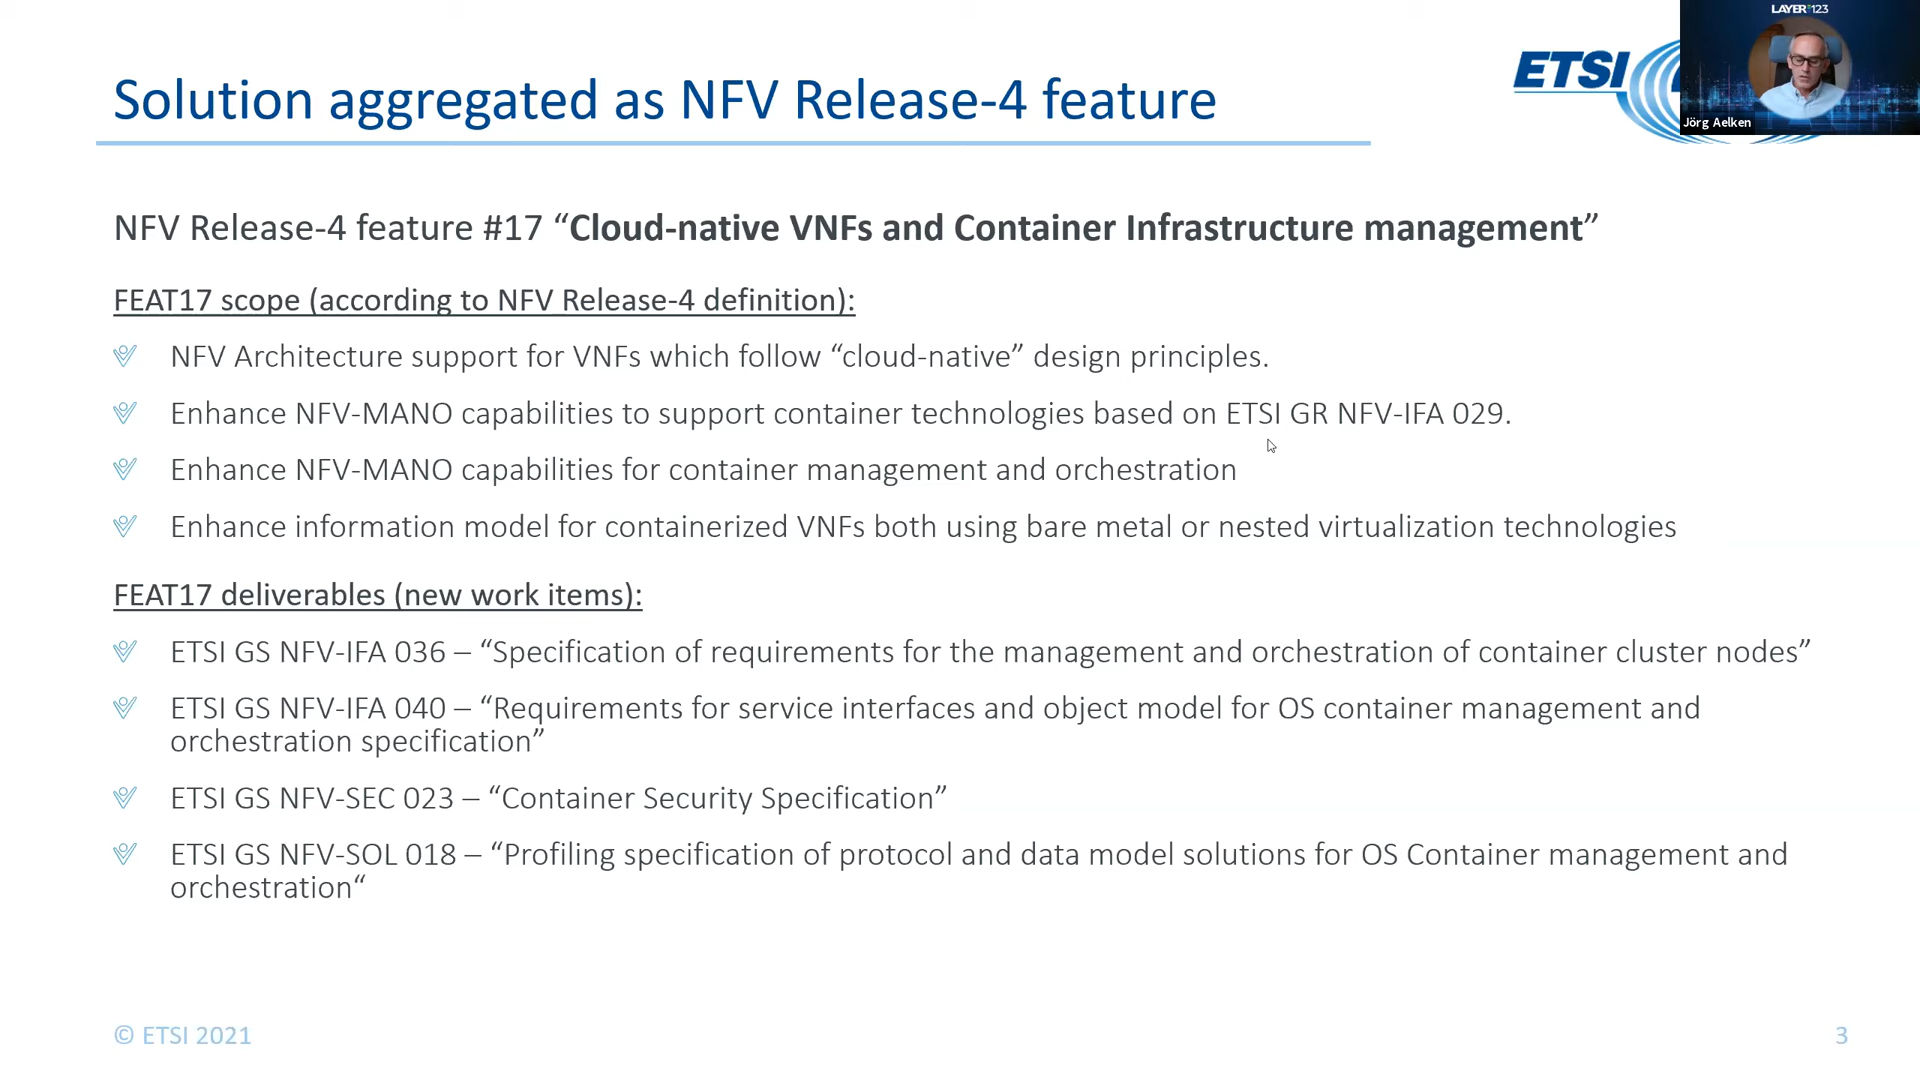 LAYER123
Solution aggregated as NFV Release-4 feature
ETSI
Jörg Aelken
NFV Release-4 feature #17 “Cloud-native VNFs and Container Infrastructure management”
FEAT17 scope (according to NFV Release-4 definition):
NFV Architecture support for VNFs which follow “cloud-native” design principles.
Enhance NFV-MANO capabilities to support container technologies based on ETSI GR NFV-IFA 029.
Enhance NFV-MANO capabilities for container management and orchestration
Enhance information model for containerized VNFs both using bare metal or nested virtualization technologies
FEAT17 deliverables (new work items):
ETSI GS NFV-IFA 036 – “Specification of requirements for the management and orchestration of container cluster nodes”
ETSI GS NFV-IFA 040 – “Requirements for service interfaces and object model for OS container management and
orchestration specification”
ETSI GS NFV-SEC 023 – “Container Security Specification”
ETSI GS NFV-SOL 018 – “Profiling specification of protocol and data model solutions for OS Container management and
orchestration“
© ETSI 2021
3